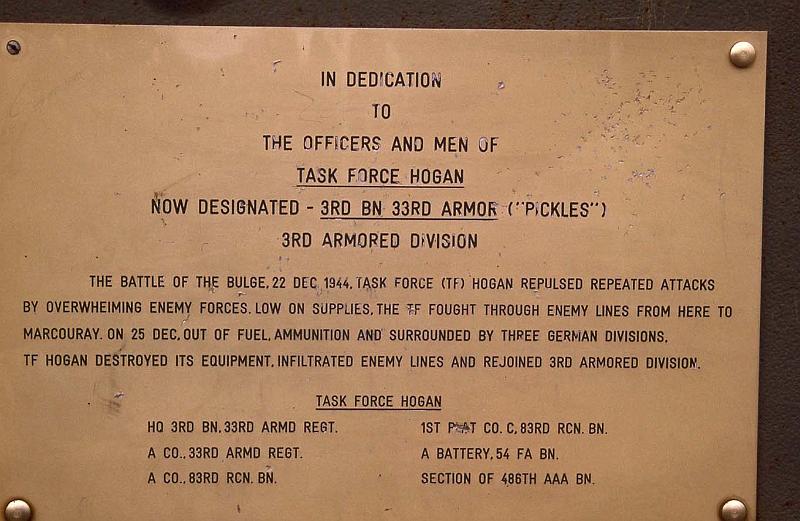 IN DEDICATION
TO
THE OFFICERS AND MEN OF
TASK FORCE HOGAN
NOW DESIGNATED - 3RD BN 33RD ARMOR ("PICKLES")
3RD ARMORED DIVISION
THE BATTLE OF THE BULGE, 22 DEC 1944, TASK FORCE (TF) HOGAN REPULSED REPEATED ATTACKS
BY OVERWHEIMING ENEMY FORCES. LOW ON SUPPLIES, THE TF FOUGHT THROUGH ENEMY LINES FROM HERE TO
MARCOURAY. ON 25 DEC, OUT OF FUEL, AMMUNITION AND SURROUNDED BY THREE GERMAN DIVISIONS,
TF HOGAN DESTROYED ITS EQUIPMENT, INFILTRATED ENEMY LINES AND REJOINED 3RD ARMORED DIVISION.
TASK FORCE HOGAN
HQ 3RD BN, 33RD ARMD REGT.
A CO., 33RD ARMD REGT.
A CO., 83RD RCN. BN.
1ST PLAT CO. C, 83RD RCN. BN.
A BATTERY, 54 FA BN.
SECTION OF 486TH AAA BN.